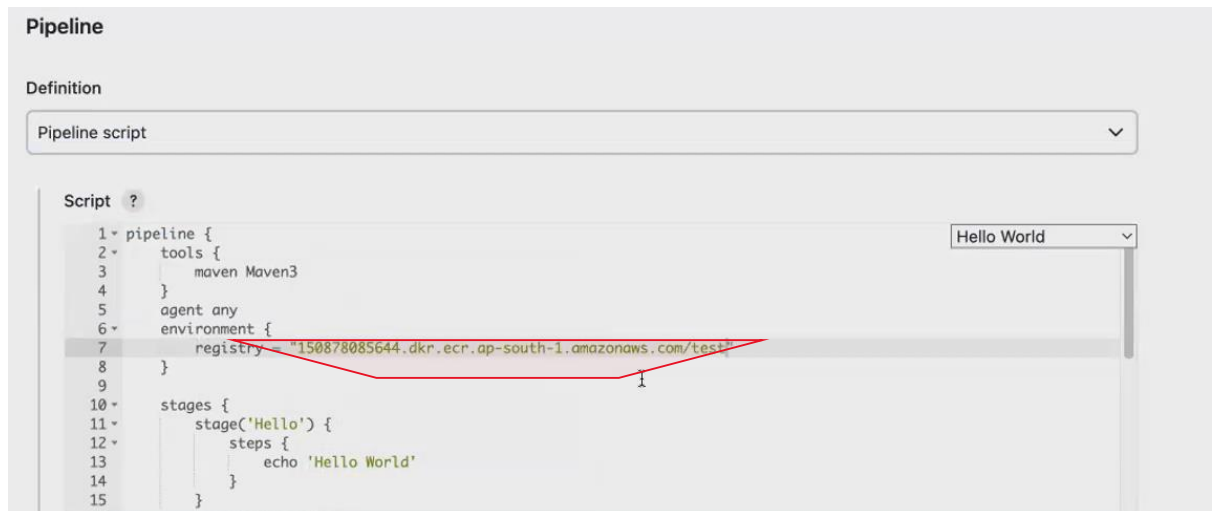 Pipeline
Definition
Pipeline script
Script ?
Hello World
1 pipeline {
2 tools {
3 maven Maven3
4 }
5 agent any
6 environment {
7 registry = "150878085644.dkr.ecr.ap-south-1.amazonaws.com/test"
8 }
9
10 stages {
11 stage('Hello') {
12 steps {
13 echo 'Hello World'
14 }
15 }